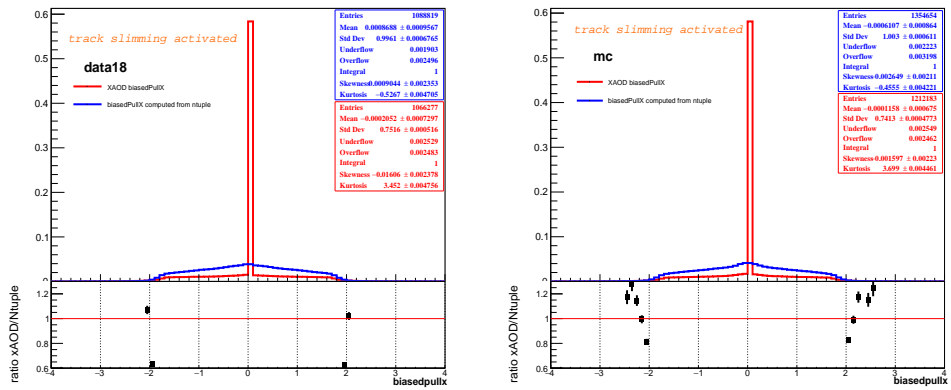 track slimming activated
data18
XAOD biasedPullX
biasedPullX computed from ntuple
Entries 1088819
Mean 0.0008688 ± 0.0009567
Std Dev 0.9961 ± 0.0006765
Underflow 0.001903
Overflow 0.002496
Integral 1
Skewness0.0009044 ± 0.002353
Kurtosis −0.5267 ± 0.004705
Entries 1066277
Mean −0.0002052 ± 0.0007297
Std Dev 0.7516 ± 0.000516
Underflow 0.002529
Overflow 0.002483
Integral 1
Skewness −0.01606 ± 0.002378
Kurtosis 3.452 ± 0.004756
0.6
0.5
0.4
0.3
0.2
0.1
0
ratio xAOD/Ntuple
1.2
1
0.8
0.6
−4 −3 −2 −1 0 1 2 3 4
biasedpullx
track slimming activated
mc
XAOD biasedPullX
biasedPullX computed from ntuple
Entries 1354654
Mean −0.0006107 ± 0.000864
Std Dev 1.003 ± 0.000611
Underflow 0.002223
Overflow 0.003198
Integral 1
Skewness−0.002649 ± 0.00211
Kurtosis −0.4555 ± 0.004221
Entries 1212183
Mean −0.0001158 ± 0.000675
Std Dev 0.7413 ± 0.0004773
Underflow 0.002549
Overflow 0.002462
Integral 1
Skewness−0.001597 ± 0.00223
Kurtosis 3.699 ± 0.004461
0.6
0.5
0.4
0.3
0.2
0.1
0
ratio xAOD/Ntuple
1.2
1
0.8
0.6
−4 −3 −2 −1 0 1 2 3 4
biasedpullx